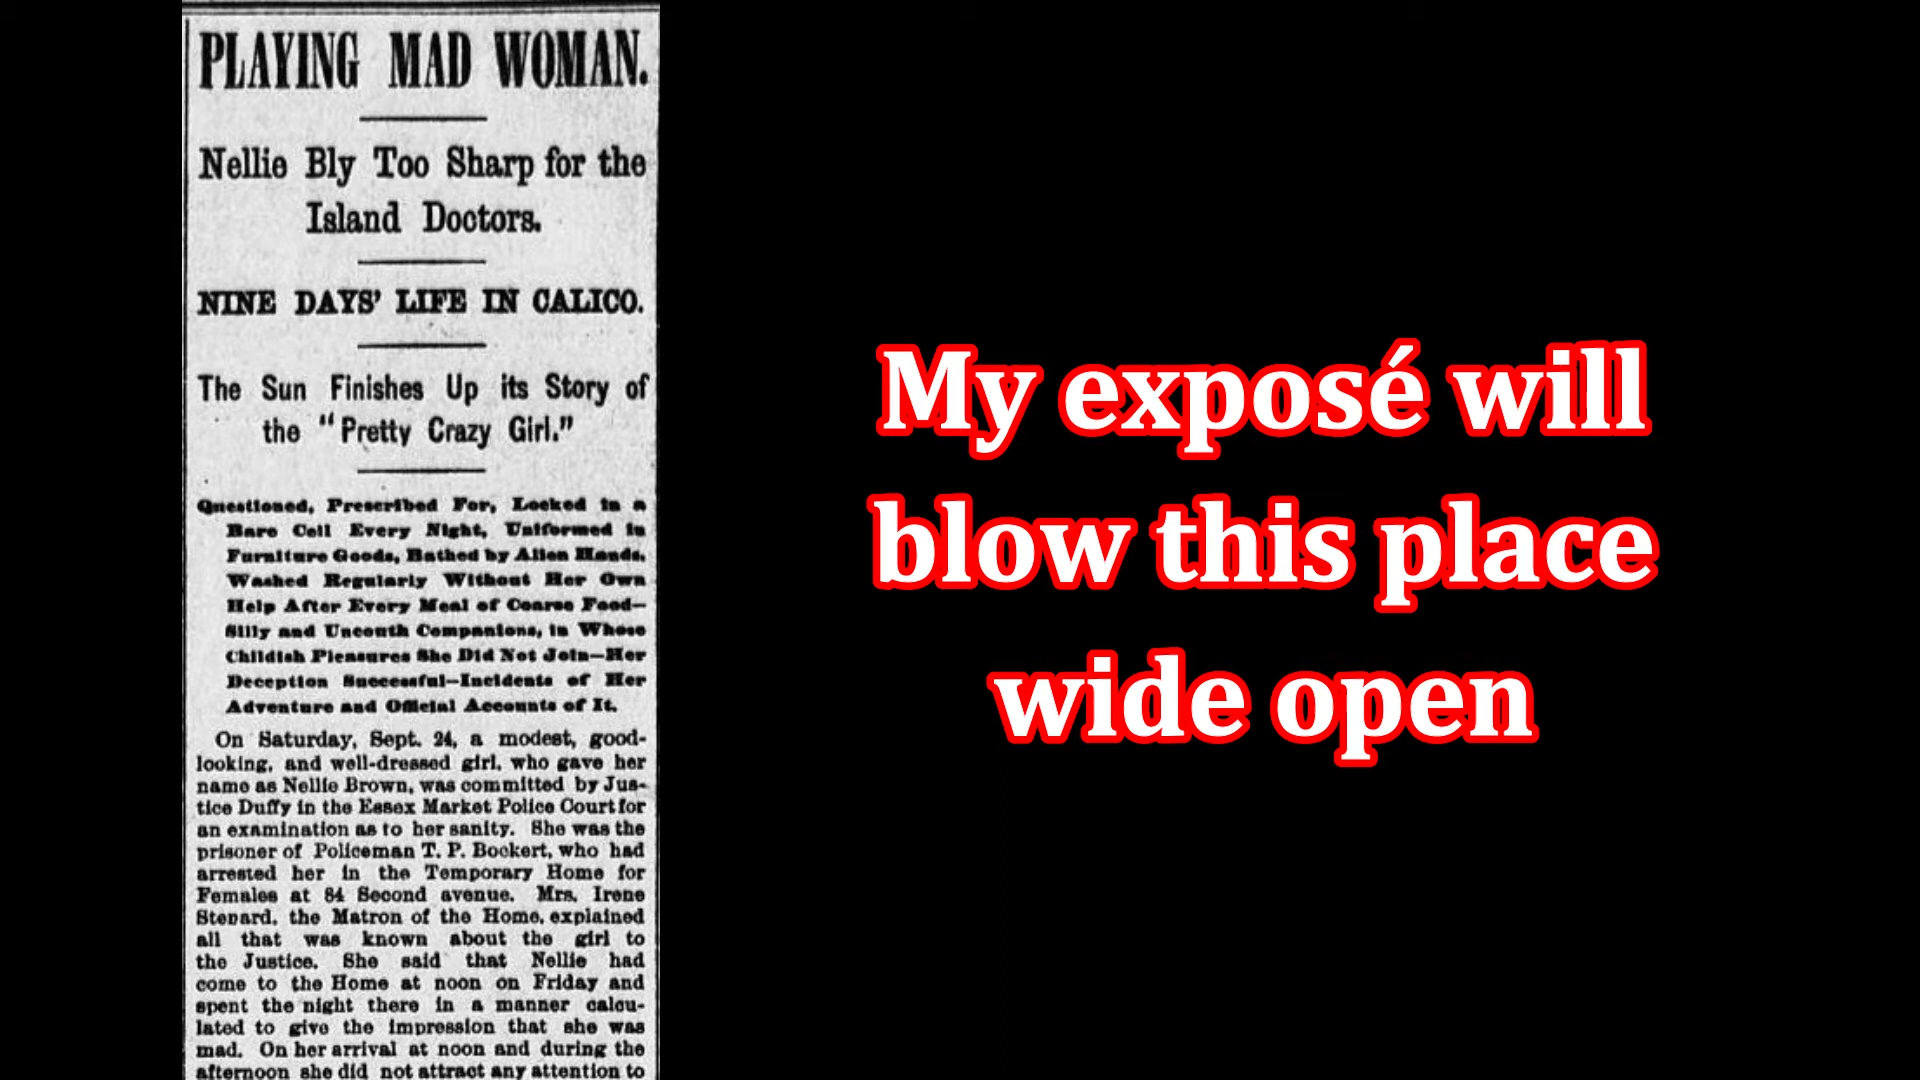 PLAYING MAD WOMAN.
Nellie Bly Too Sharp for the
Island Doctors.
NINE DAYS' LIFE IN CALICO.
The Sun Finishes Up its Story of
the "Pretty Crazy Girl."
Questioned, Prescribed For, Locked in a
Bare Cell Every Night, Uniformed in
Furniture Goods, Bathed by Alien Hands,
Washed Regularly Without Her Own
Help After Every Meal of Coarse Food—
Silly and Uncouth Companions, in Whose
Childish Pleasures She Did Not Join—Her
Deception Successful—Incidents of Her
Adventure and Official Accounts of It.
On Saturday, Sept. 24, a modest, good-
looking, and well-dressed girl, who gave her
name as Nellie Brown, was committed by Jus-
tice Duffy in the Essex Market Police Court for
an examination as to her sanity. She was the
prisoner of Policeman T. P. Bockert, who had
arrested her in the Temporary Home for
Females at 84 Second avenue. Mrs. Irene
Stenard, the Matron of the Home, explained
all that was known about the girl to
the Justice. She said that Nellie had
come to the Home at noon on Friday and
spent the night there in a manner calcu-
lated to give the impression that she was
mad. On her arrival at noon and during the
afternoon she did not attract any attention to
My exposé will
blow this place
wide open